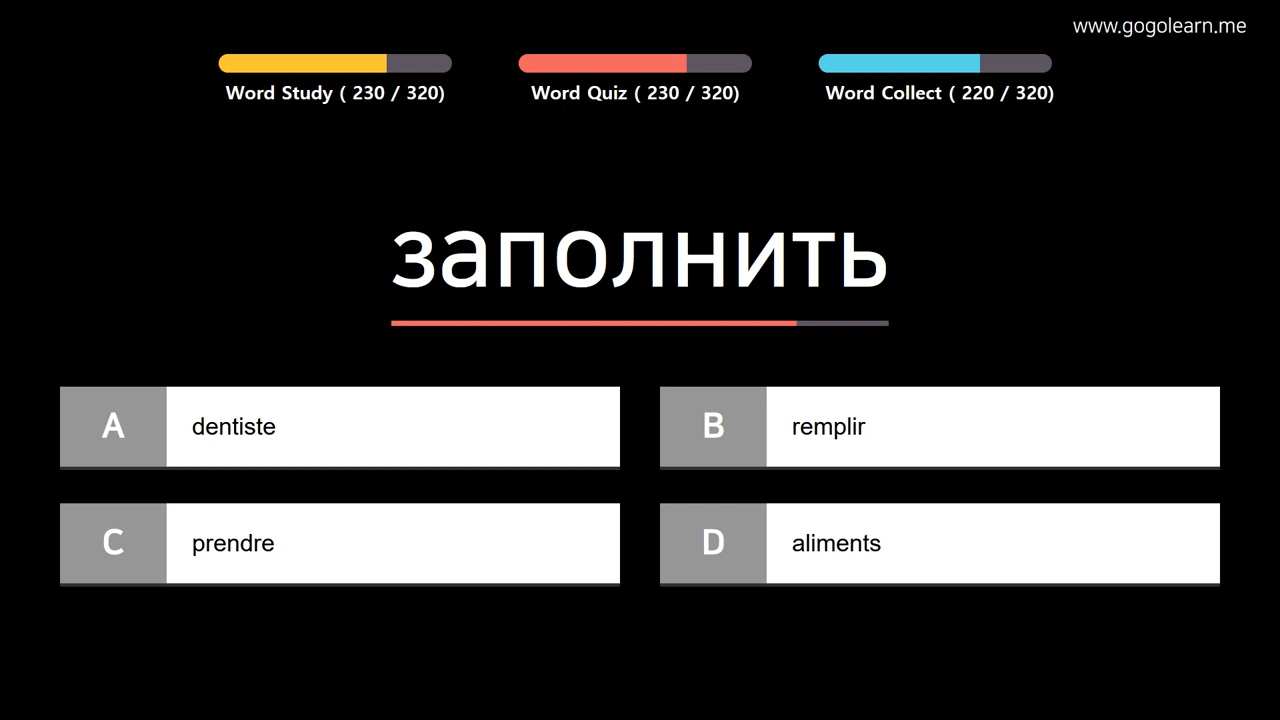 www.gogolearn.me
Word Study ( 230 / 320)
Word Quiz ( 230 / 320)
Word Collect ( 220 / 320)
заполнить
A dentiste
B remplir
C prendre
D aliments